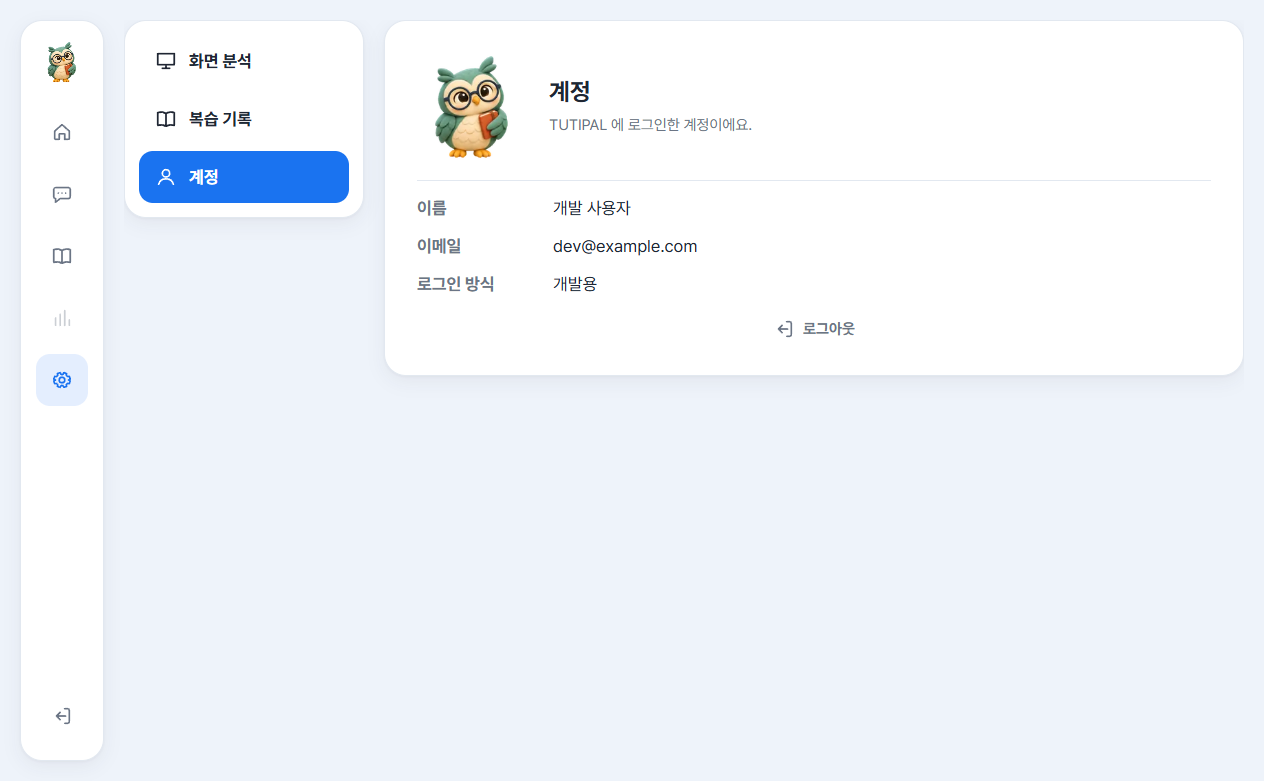 화면 분석
복습 기록
계정
계정
TUTIPAL 에 로그인한 계정이에요.
이름 개발 사용자
이메일 dev@example.com
로그인 방식 개발용
로그아웃